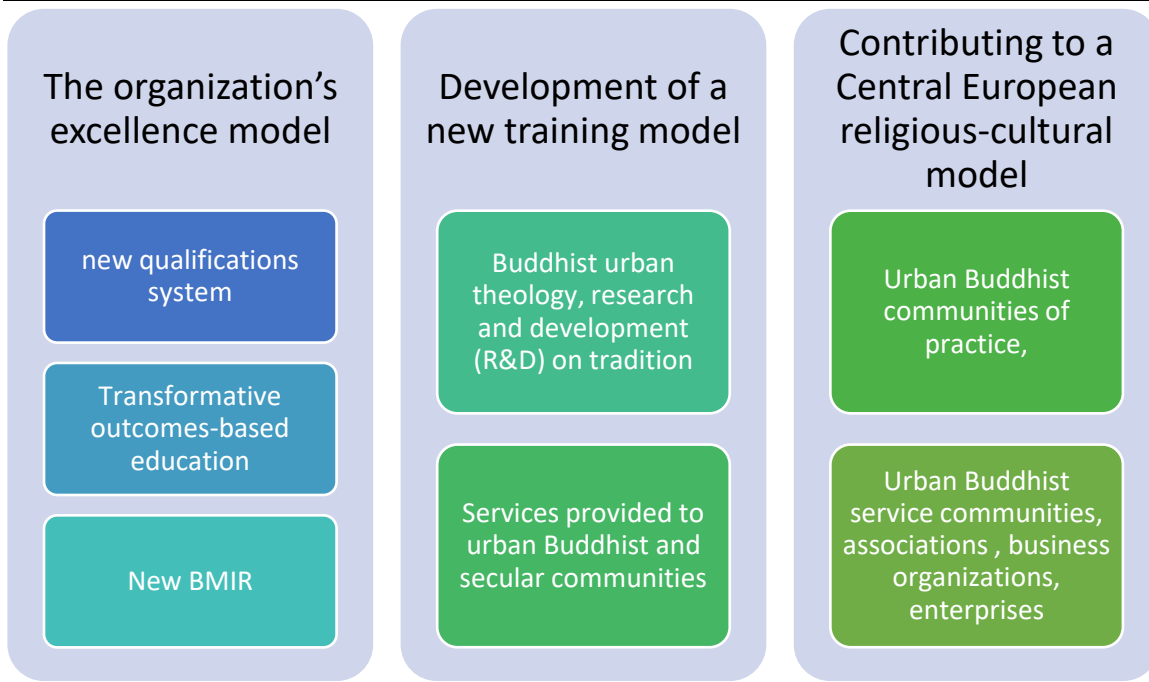 The organization’s
excellence model
new qualifications
system
Transformative
outcomes-based
education
New BMIR
Development of a
new training model
Buddhist urban
theology, research
and development
(R&D) on tradition
Services provided to
urban Buddhist and
secular communities
Contributing to a
Central European
religious-cultural
model
Urban Buddhist
communities of
practice,
Urban Buddhist
service communities,
associations , business
organizations,
enterprises